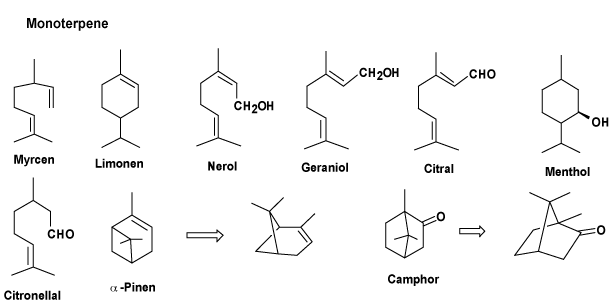 Monoterpene
CH₂OH
CH₂OH
CHO
OH
Myrcen Limonen Nerol Geraniol Citral Menthol
CHO
O
O
Citronellal α-Pinen Camphor